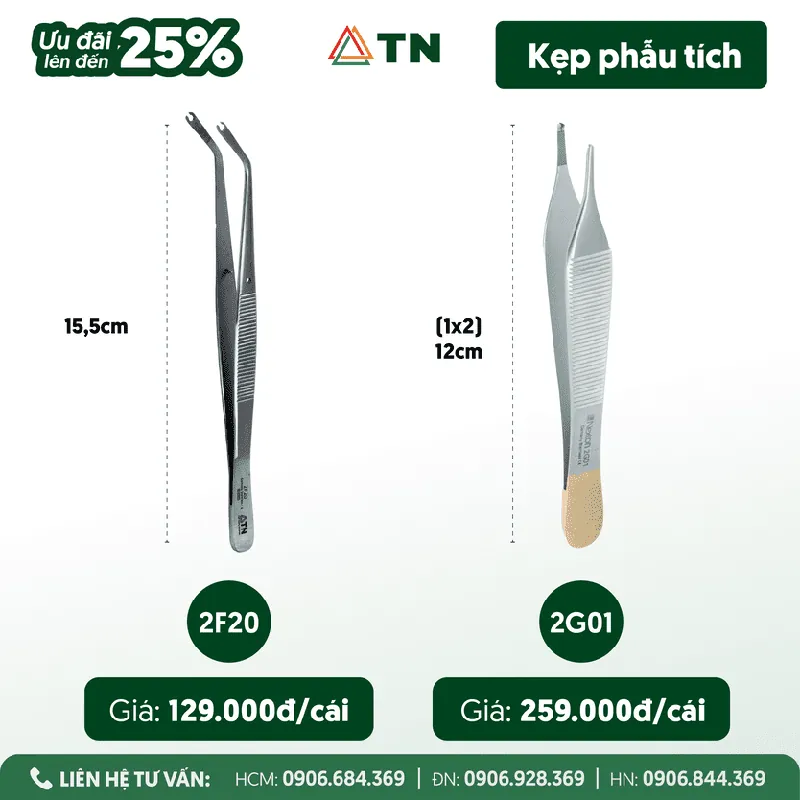 Ưu đãi
lên đến 25%
TN
Kẹp phẫu tích
15,5cm
(1x2)
12cm
TN
2G01
2F20
2G01
Giá: 129.000đ/cái
Giá: 259.000đ/cái
LIÊN HỆ TƯ VẤN: HCM: 0906.684.369 | ĐN: 0906.928.369 | HN: 0906.844.369